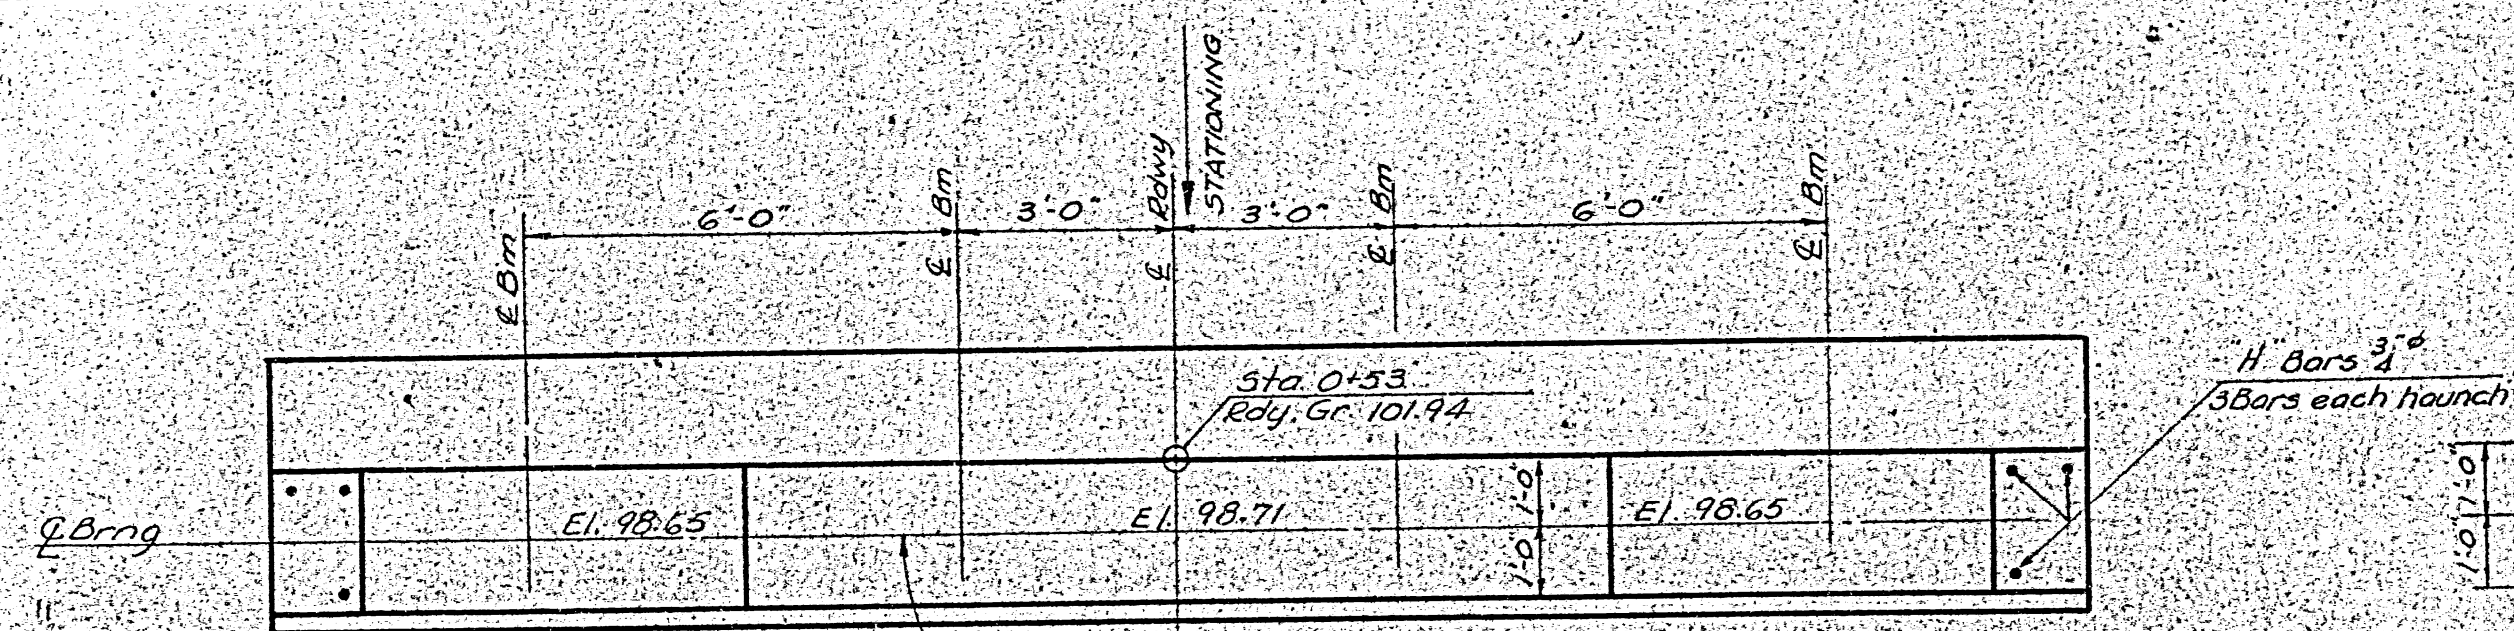 STATIONING
6'-0"
3'-0"
3'-0"
6'-0"
℄ Bm
℄ Bm
℄ Rdwy
℄ Bm
℄ Bm
Sta. 0+53
Rdy. Gr. 101.94
"H" Bars 3/4"φ
3 Bars each haunch
℄ Brng
El. 98.65
El. 98.71
El. 98.65
1'-0"
1'-0"
1'-0"
1'-0"